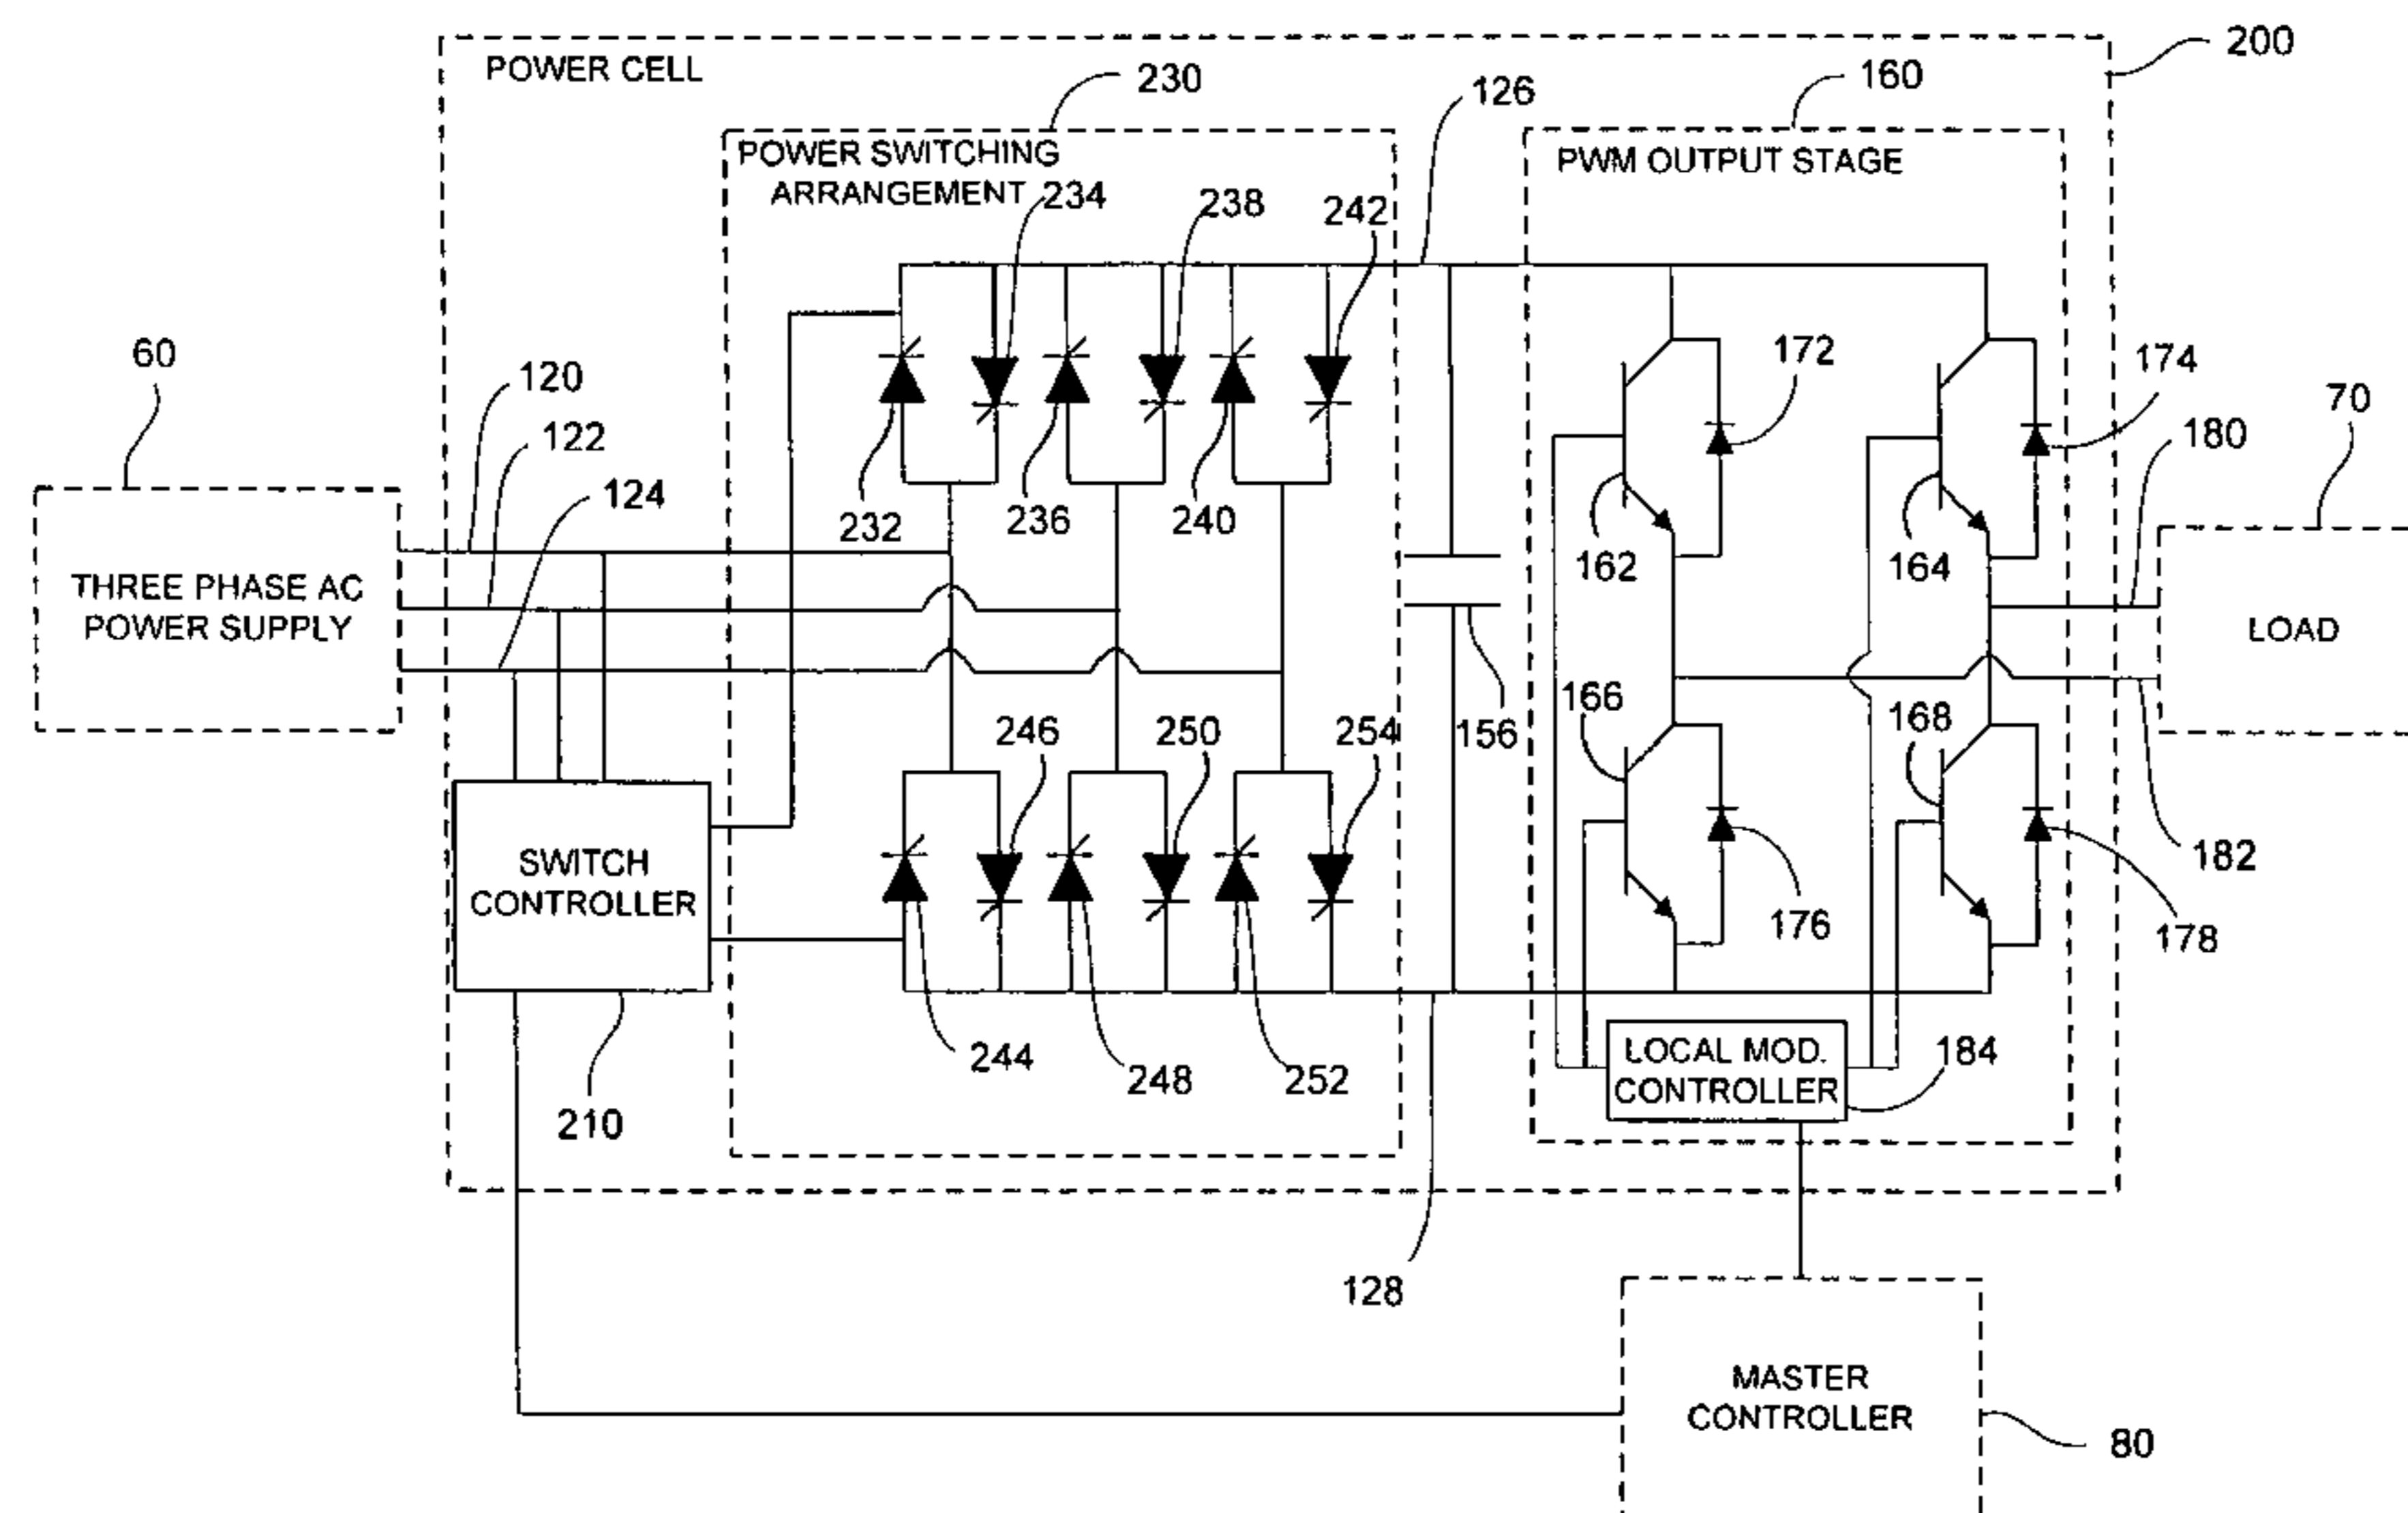 POWER CELL
200
230
160
126
POWER SWITCHING
ARRANGEMENT
PWM OUTPUT STAGE
234
238
242
60
120
122
124
172
174
70
180
232
236
240
162
164
THREE PHASE AC
POWER SUPPLY
LOAD
246
250
254
156
166
168
182
SWITCH
CONTROLLER
176
178
244
248
252
LOCAL MOD.
CONTROLLER
184
210
128
MASTER
CONTROLLER
80